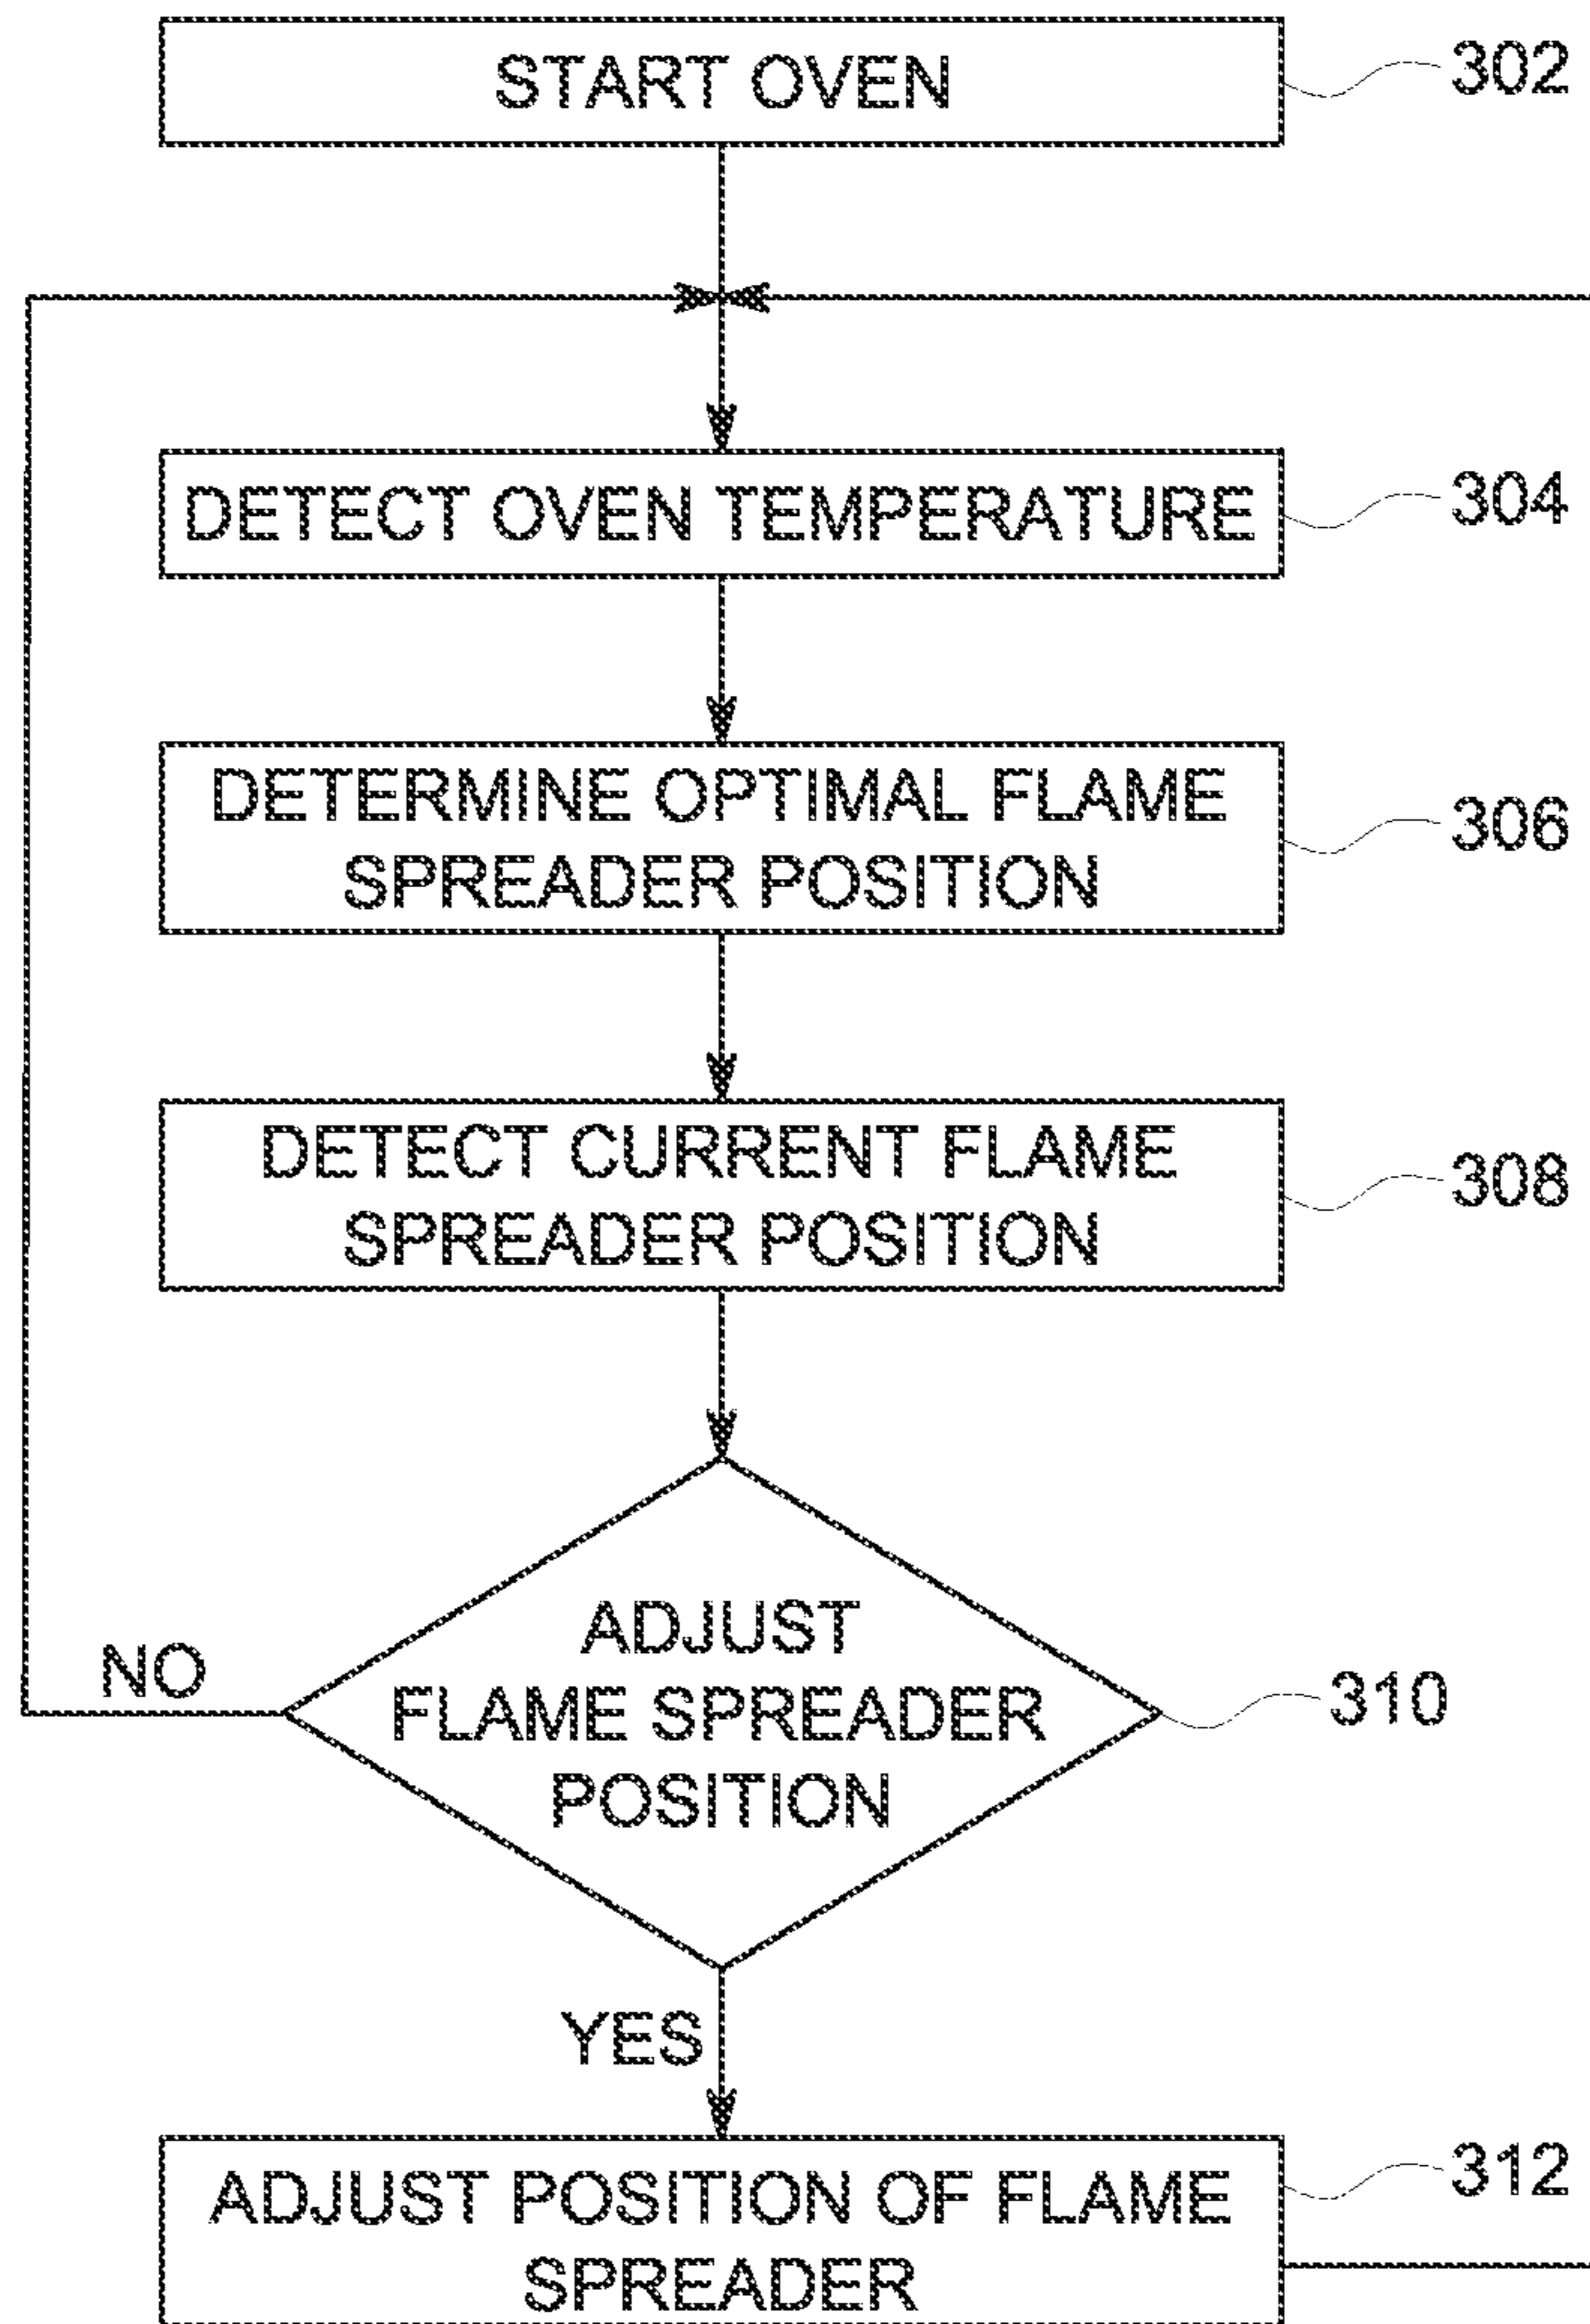 START OVEN
302
DETECT OVEN TEMPERATURE
304
DETERMINE OPTIMAL FLAME
SPREADER POSITION
306
DETECT CURRENT FLAME
SPREADER POSITION
308
ADJUST
FLAME SPREADER
POSITION
310
NO
YES
ADJUST POSITION OF FLAME
SPREADER
312